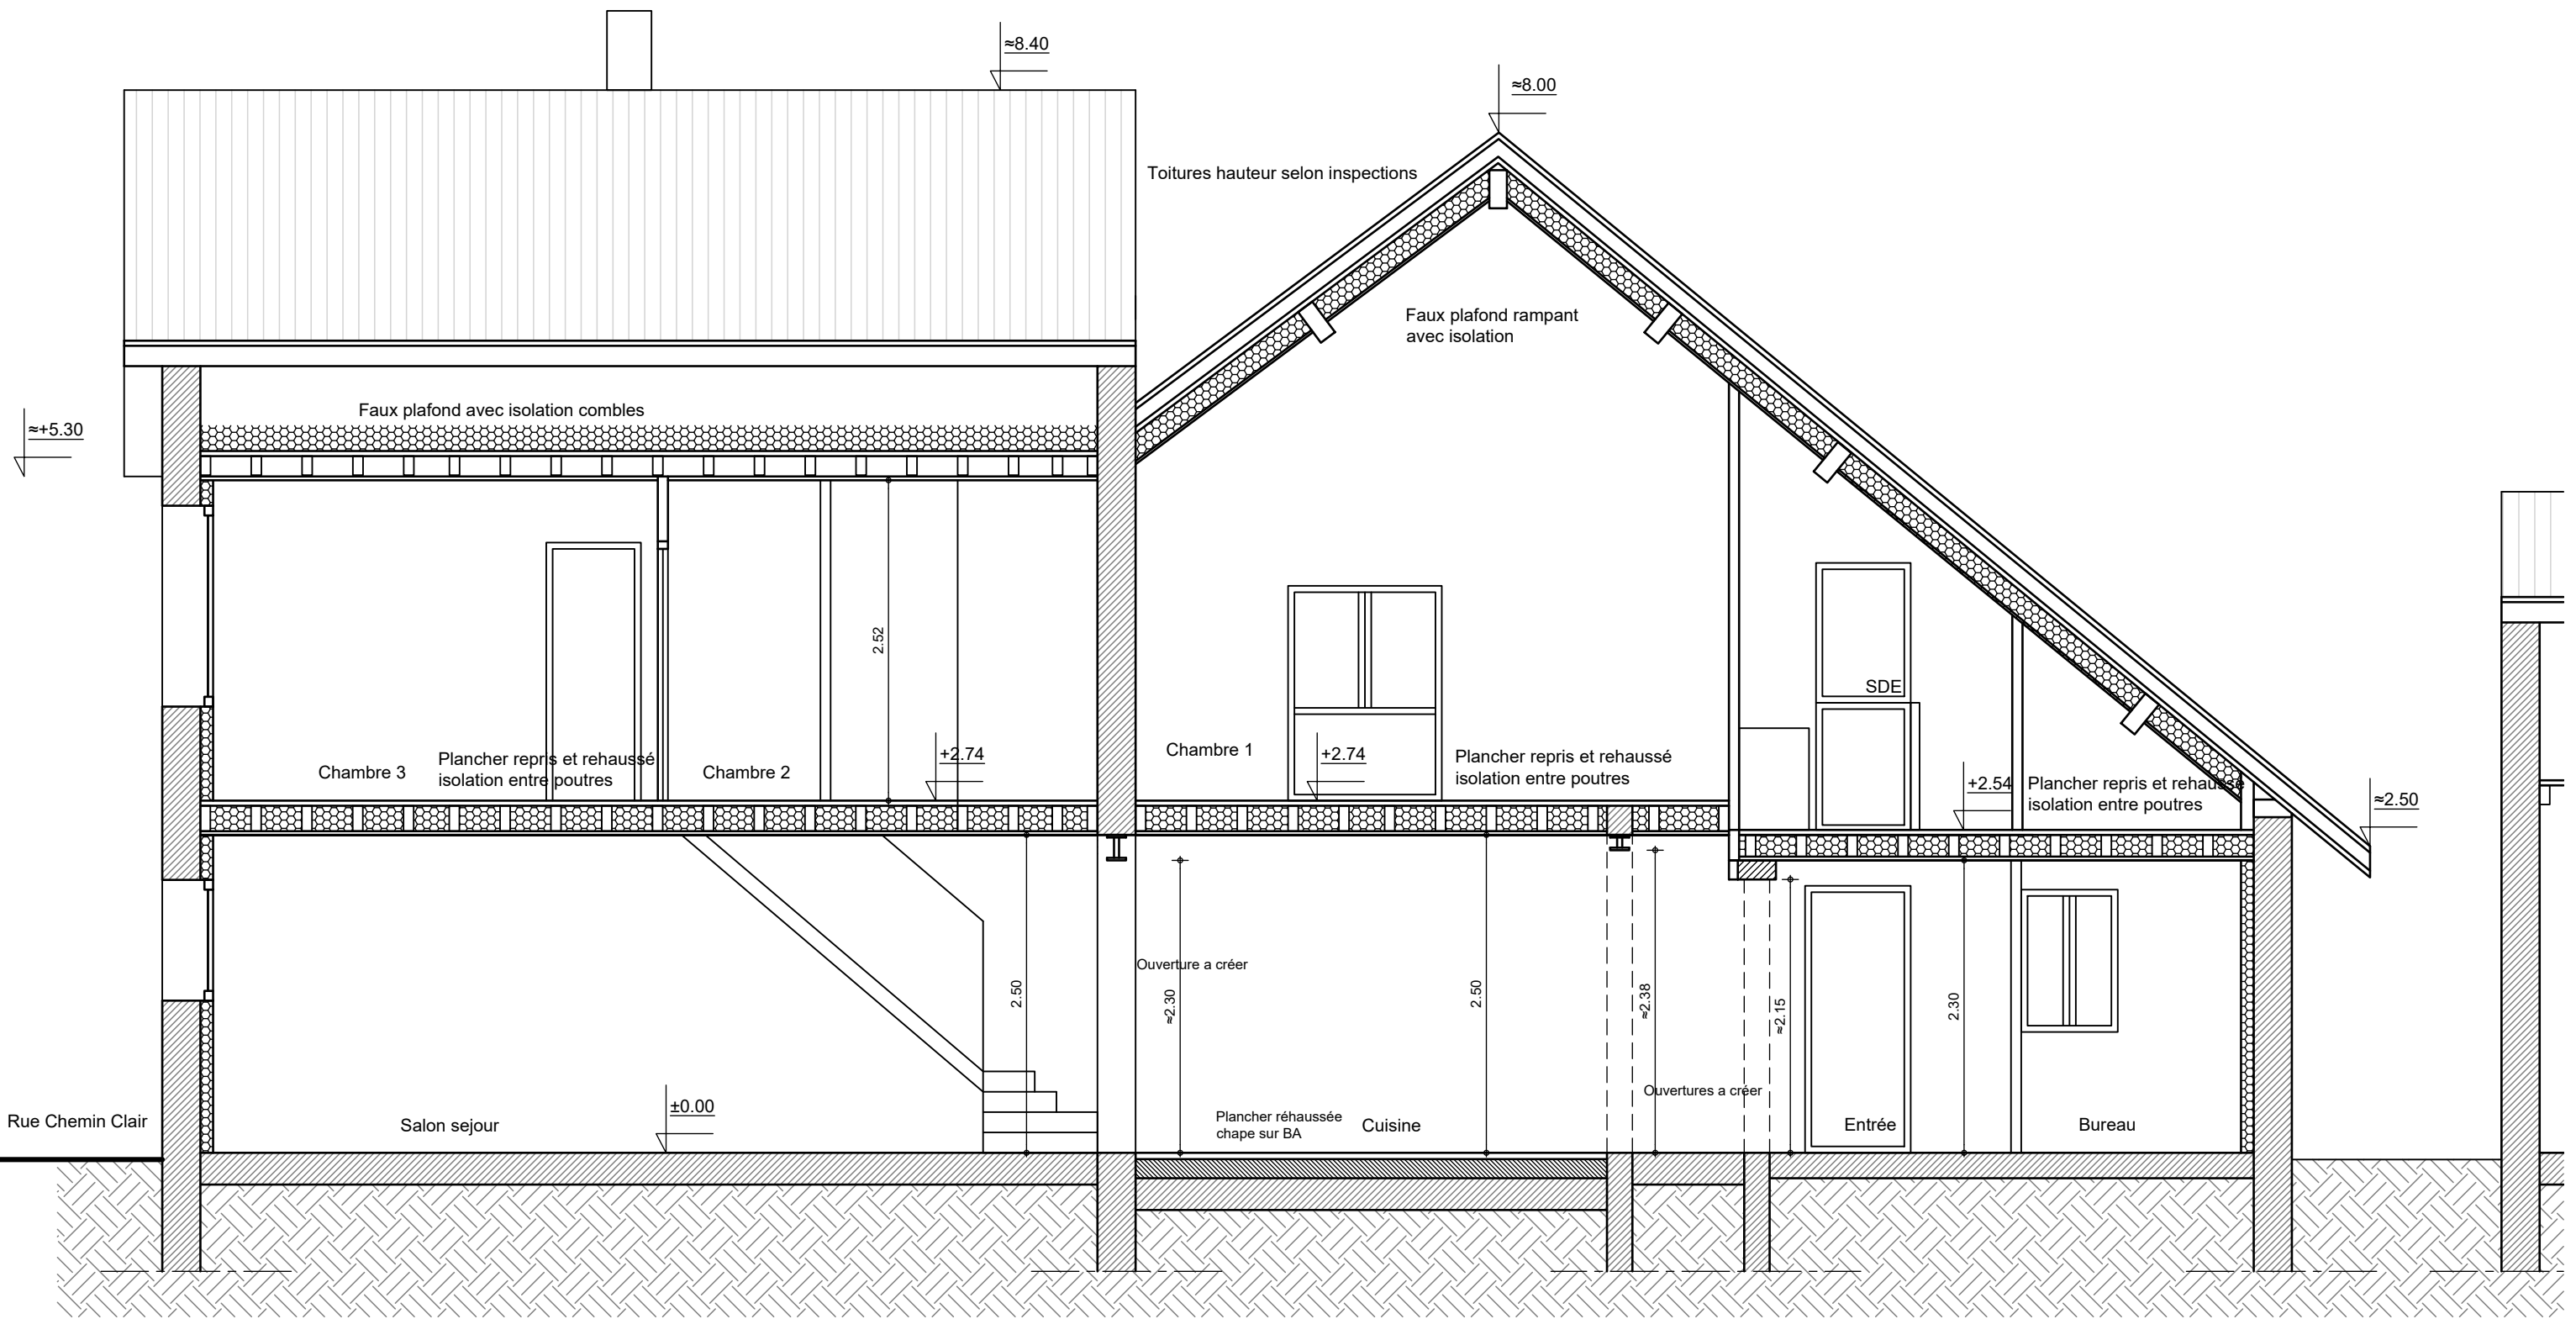 ≈8.40
≈8.00
Toitures hauteur selon inspections
Faux plafond rampant
avec isolation
Faux plafond avec isolation combles
≈+5.30
2.52
SDE
Chambre 3
Plancher repris et rehaussé
isolation entre poutres
Chambre 2
+2.74
Chambre 1
+2.74
Plancher repris et rehaussé
isolation entre poutres
+2.54
Plancher repris et rehaussé
isolation entre poutres
≈2.50
Ouverture a créer
2.50
≈2.30
2.50
≈2.38
≈2.15
2.30
Ouvertures a créer
Rue Chemin Clair
Salon sejour
±0.00
Plancher réhaussée
chape sur BA
Cuisine
Entrée
Bureau